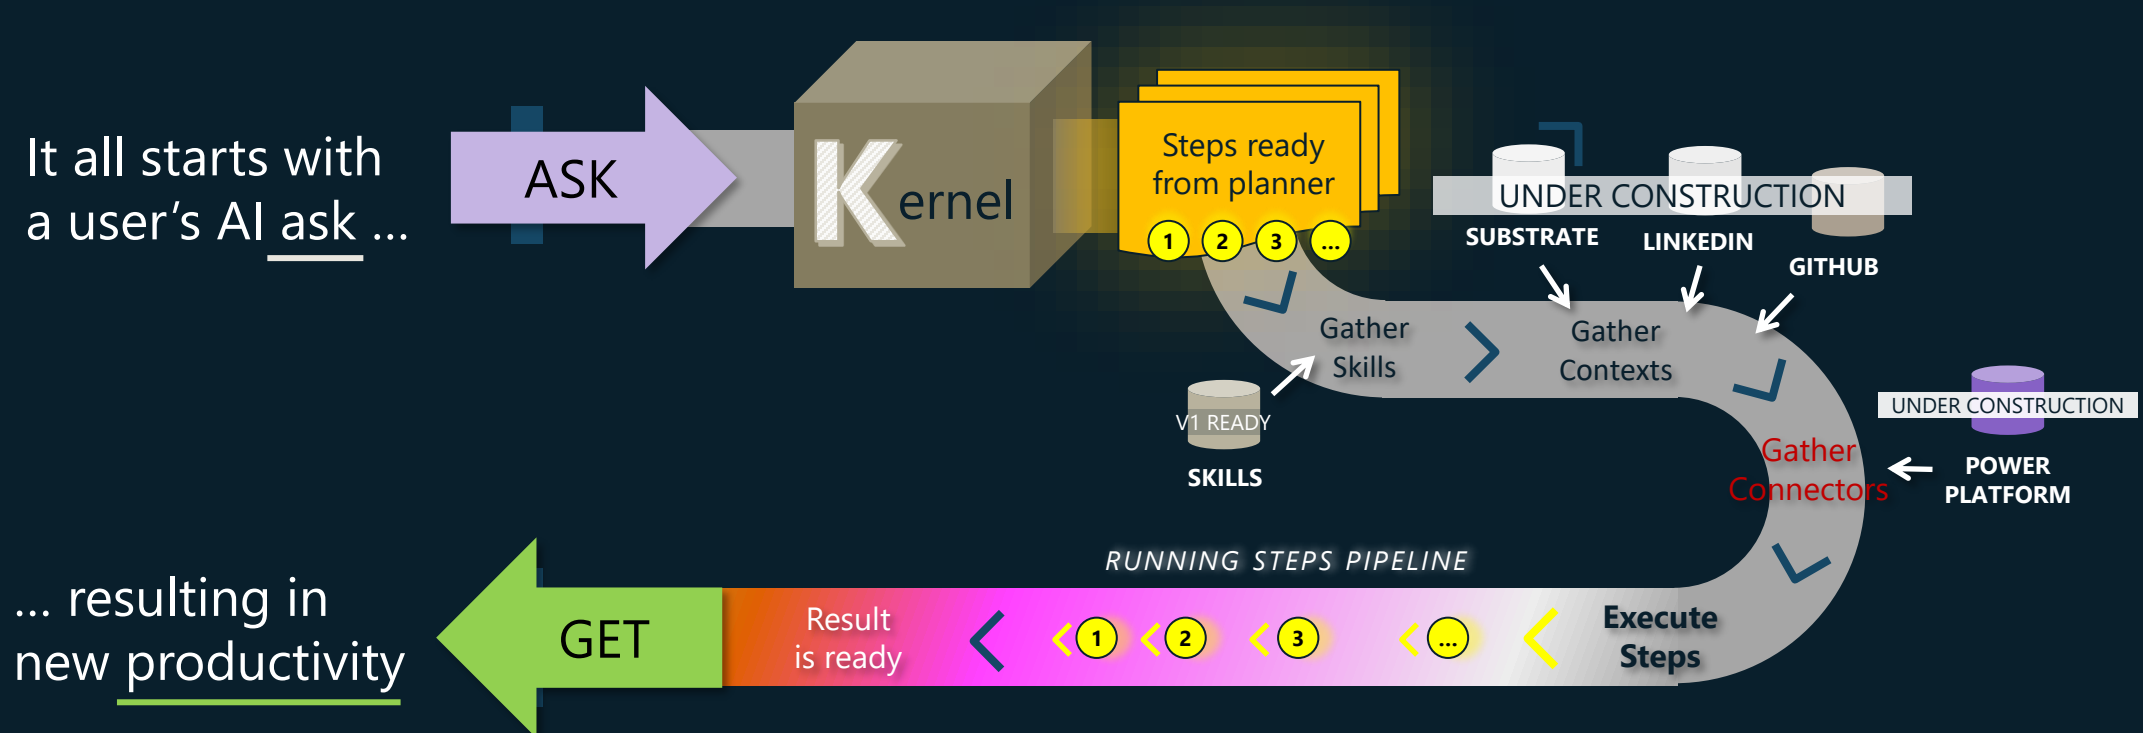 It all starts with
a user's AI ask ...
ASK
Kernel
Steps ready
from planner
1 2 3 ...
UNDER CONSTRUCTION
SUBSTRATE
LINKEDIN
GITHUB
Gather
Skills
Gather
Contexts
V1 READY
SKILLS
UNDER CONSTRUCTION
Gather
Connectors
POWER
PLATFORM
RUNNING STEPS PIPELINE
... resulting in
new productivity
GET
Result
is ready
1 2 3 ...
Execute
Steps